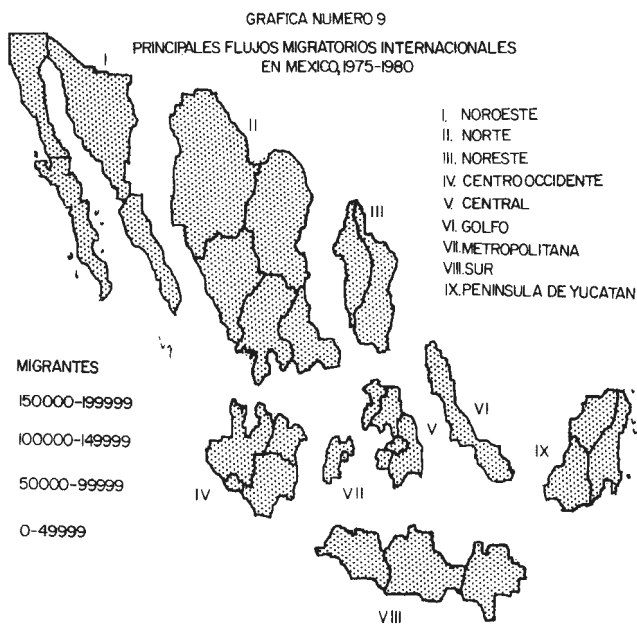 GRAFICA NUMERO 9
PRINCIPALES FLUJOS MIGRATORIOS INTERNACIONALES
EN MEXICO, 1975-1980
I
II
III
I. NOROESTE
II. NORTE
III. NORESTE
IV. CENTRO OCCIDENTE
V. CENTRAL
VI. GOLFO
VII. METROPOLITANA
VIII. SUR
IX. PENINSULA DE YUCATAN
MIGRANTES
150000-199999
100000-149999
50000-99999
0-49999
IV
VII
V
VI
IX
VIII